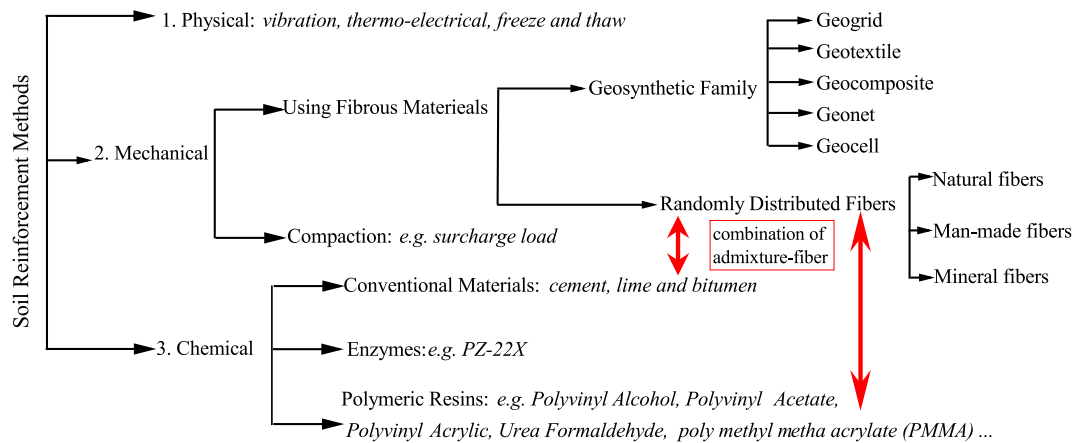 Soil Reinforcement Methods
1. Physical: vibration, thermo-electrical, freeze and thaw
2. Mechanical
Using Fibrous Matereals
Geosynthetic Family
Geogrid
Geotextile
Geocomposite
Geonet
Geocell
Randomly Distributed Fibers
Natural fibers
Man-made fibers
Mineral fibers
Compaction: e.g. surcharge load
combination of
admixture-fiber
3. Chemical
Conventional Materials: cement, lime and bitumen
Enzymes: e.g. PZ-22X
Polymeric Resins: e.g. Polyvinyl Alcohol, Polyvinyl Acetate,
Polyvinyl Acrylic, Urea Formaldehyde, poly methyl metha acrylate (PMMA) ...